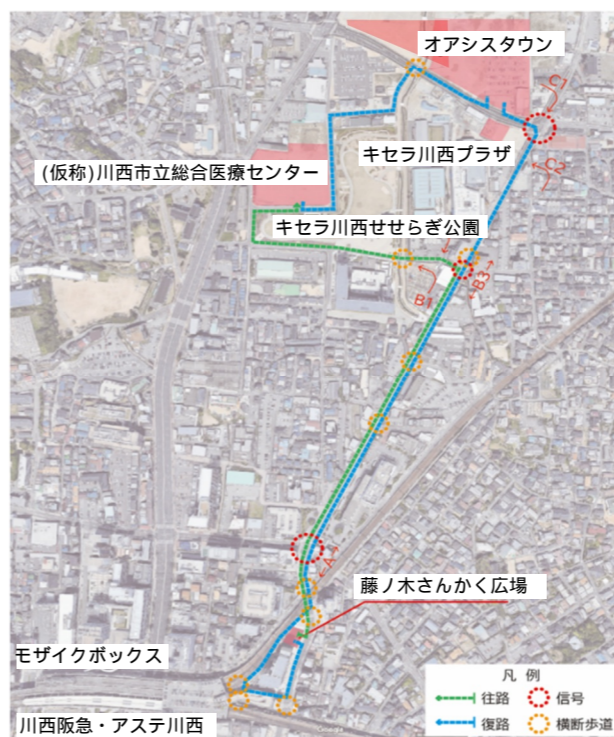 オアシスタウン
C1
キセラ川西プラザ
C2
(仮称)川西市立総合医療センター
キセラ川西せせらぎ公園
B3
B1
藤ノ木さんかく広場
モザイクボックス
川西阪急・アステ川西
凡 例
往路 信号
復路 横断歩道